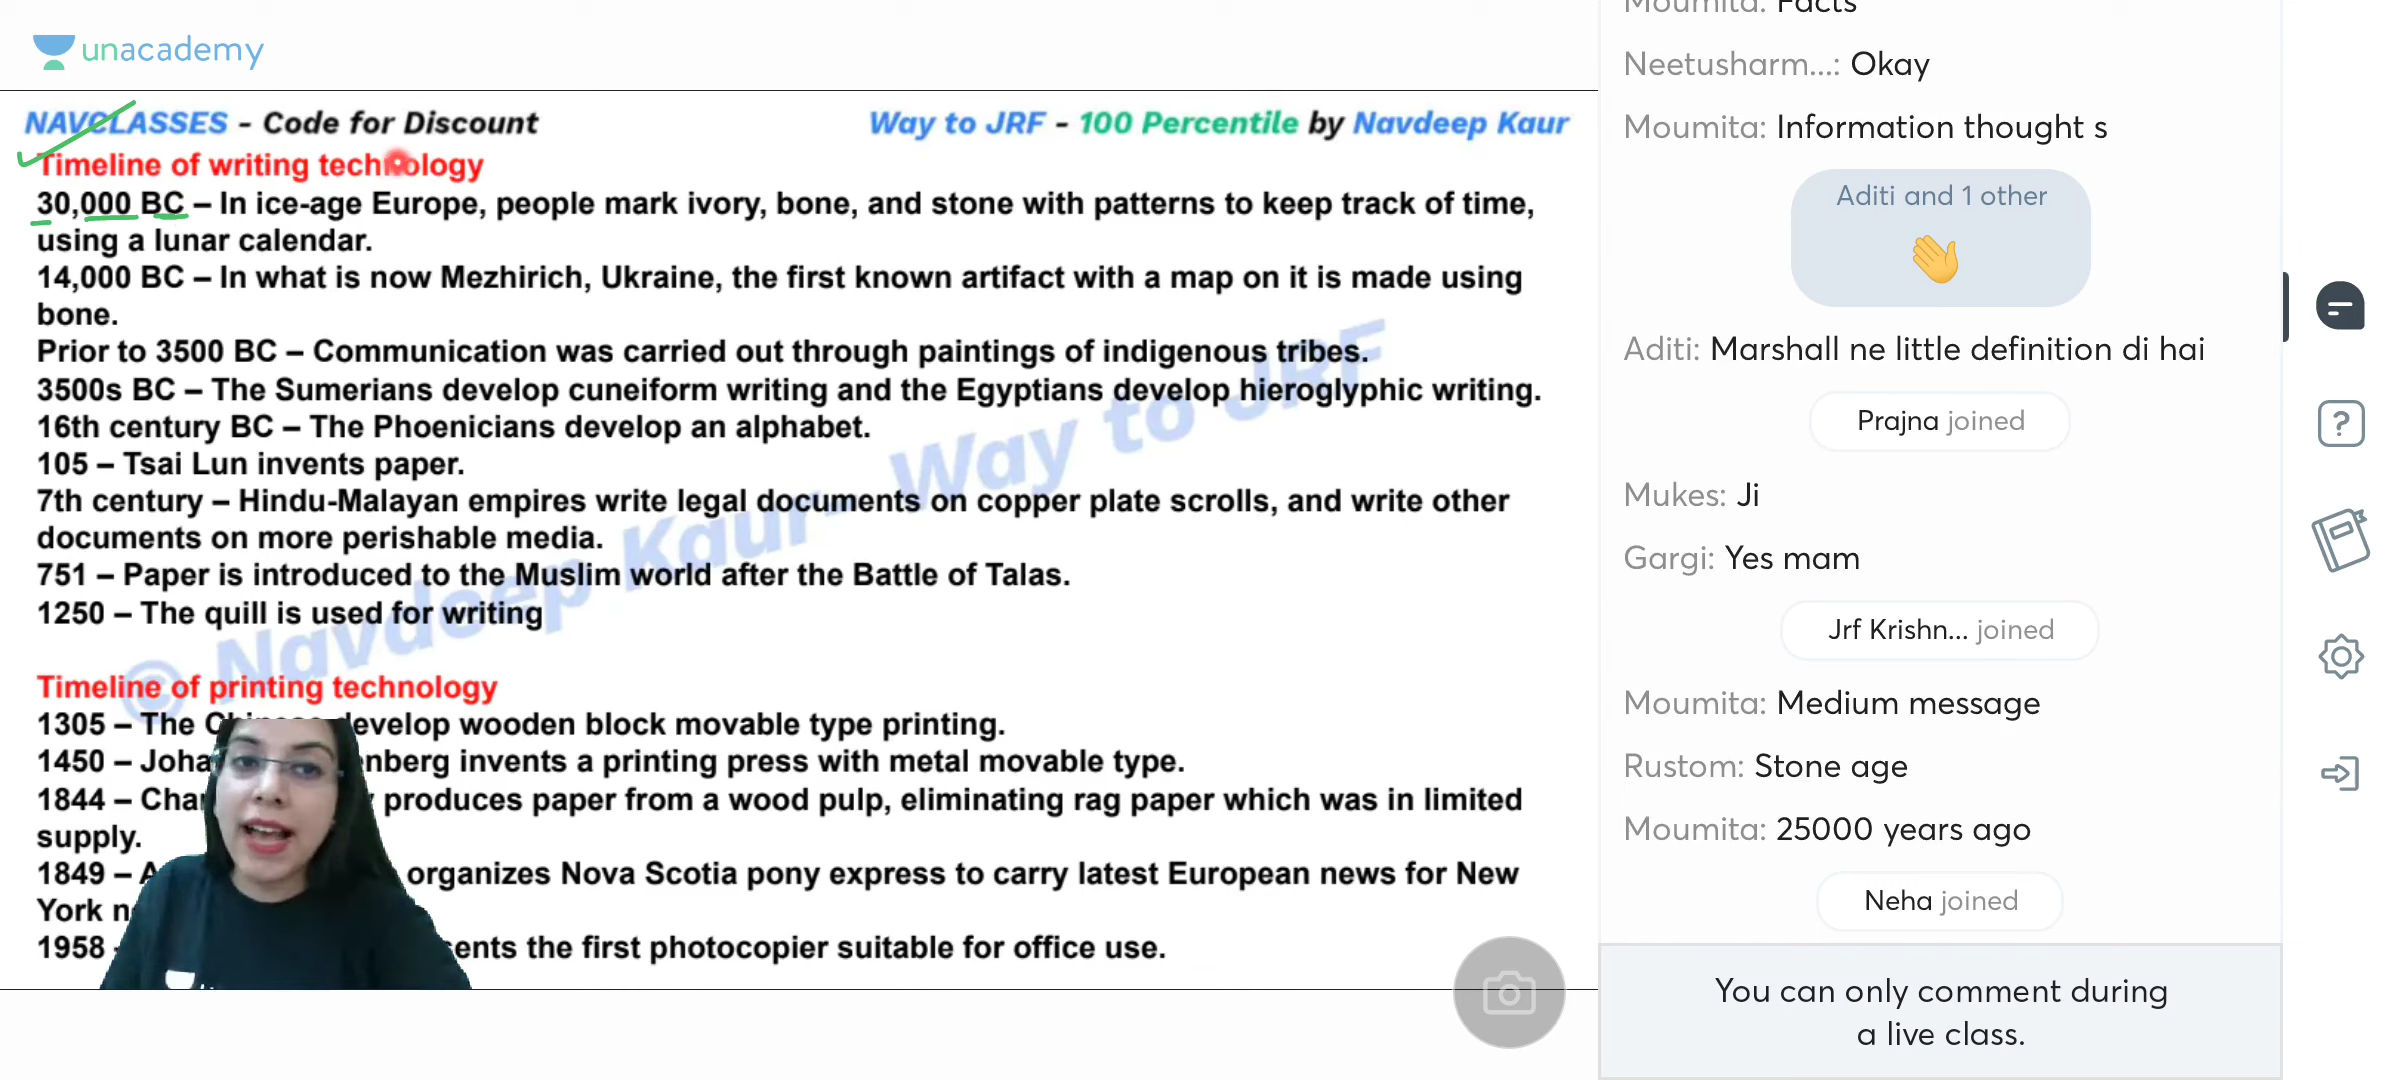 unacademy
NAVCLASSES - Code for Discount
Way to JRF - 100 Percentile by Navdeep Kaur
Timeline of writing technology
30,000 BC – In ice-age Europe, people mark ivory, bone, and stone with patterns to keep track of time,
using a lunar calendar.
14,000 BC – In what is now Mezhirich, Ukraine, the first known artifact with a map on it is made using
bone.
Prior to 3500 BC – Communication was carried out through paintings of indigenous tribes.
3500s BC – The Sumerians develop cuneiform writing and the Egyptians develop hieroglyphic writing.
16th century BC – The Phoenicians develop an alphabet.
105 – Tsai Lun invents paper.
7th century – Hindu-Malayan empires write legal documents on copper plate scrolls, and write other
documents on more perishable media.
751 – Paper is introduced to the Muslim world after the Battle of Talas.
1250 – The quill is used for writing
© Navdeep Kaur- Way to JRF
Timeline of printing technology
1305 – The develop wooden block movable type printing.
1450 – invents a printing press with metal movable type.
1844 – produces paper from a wood pulp, eliminating rag paper which was in limited
supply.
1849 – organizes Nova Scotia pony express to carry latest European news for New
York
1958 the first photocopier suitable for office use.
Moumita: Facts
Neetusharm...: Okay
Moumita: Information thought s
Aditi and 1 other
Aditi: Marshall ne little definition di hai
Prajna joined
Mukes: Ji
Gargi: Yes mam
Jrf Krishn... joined
Moumita: Medium message
Rustom: Stone age
Moumita: 25000 years ago
Neha joined
You can only comment during
a live class.